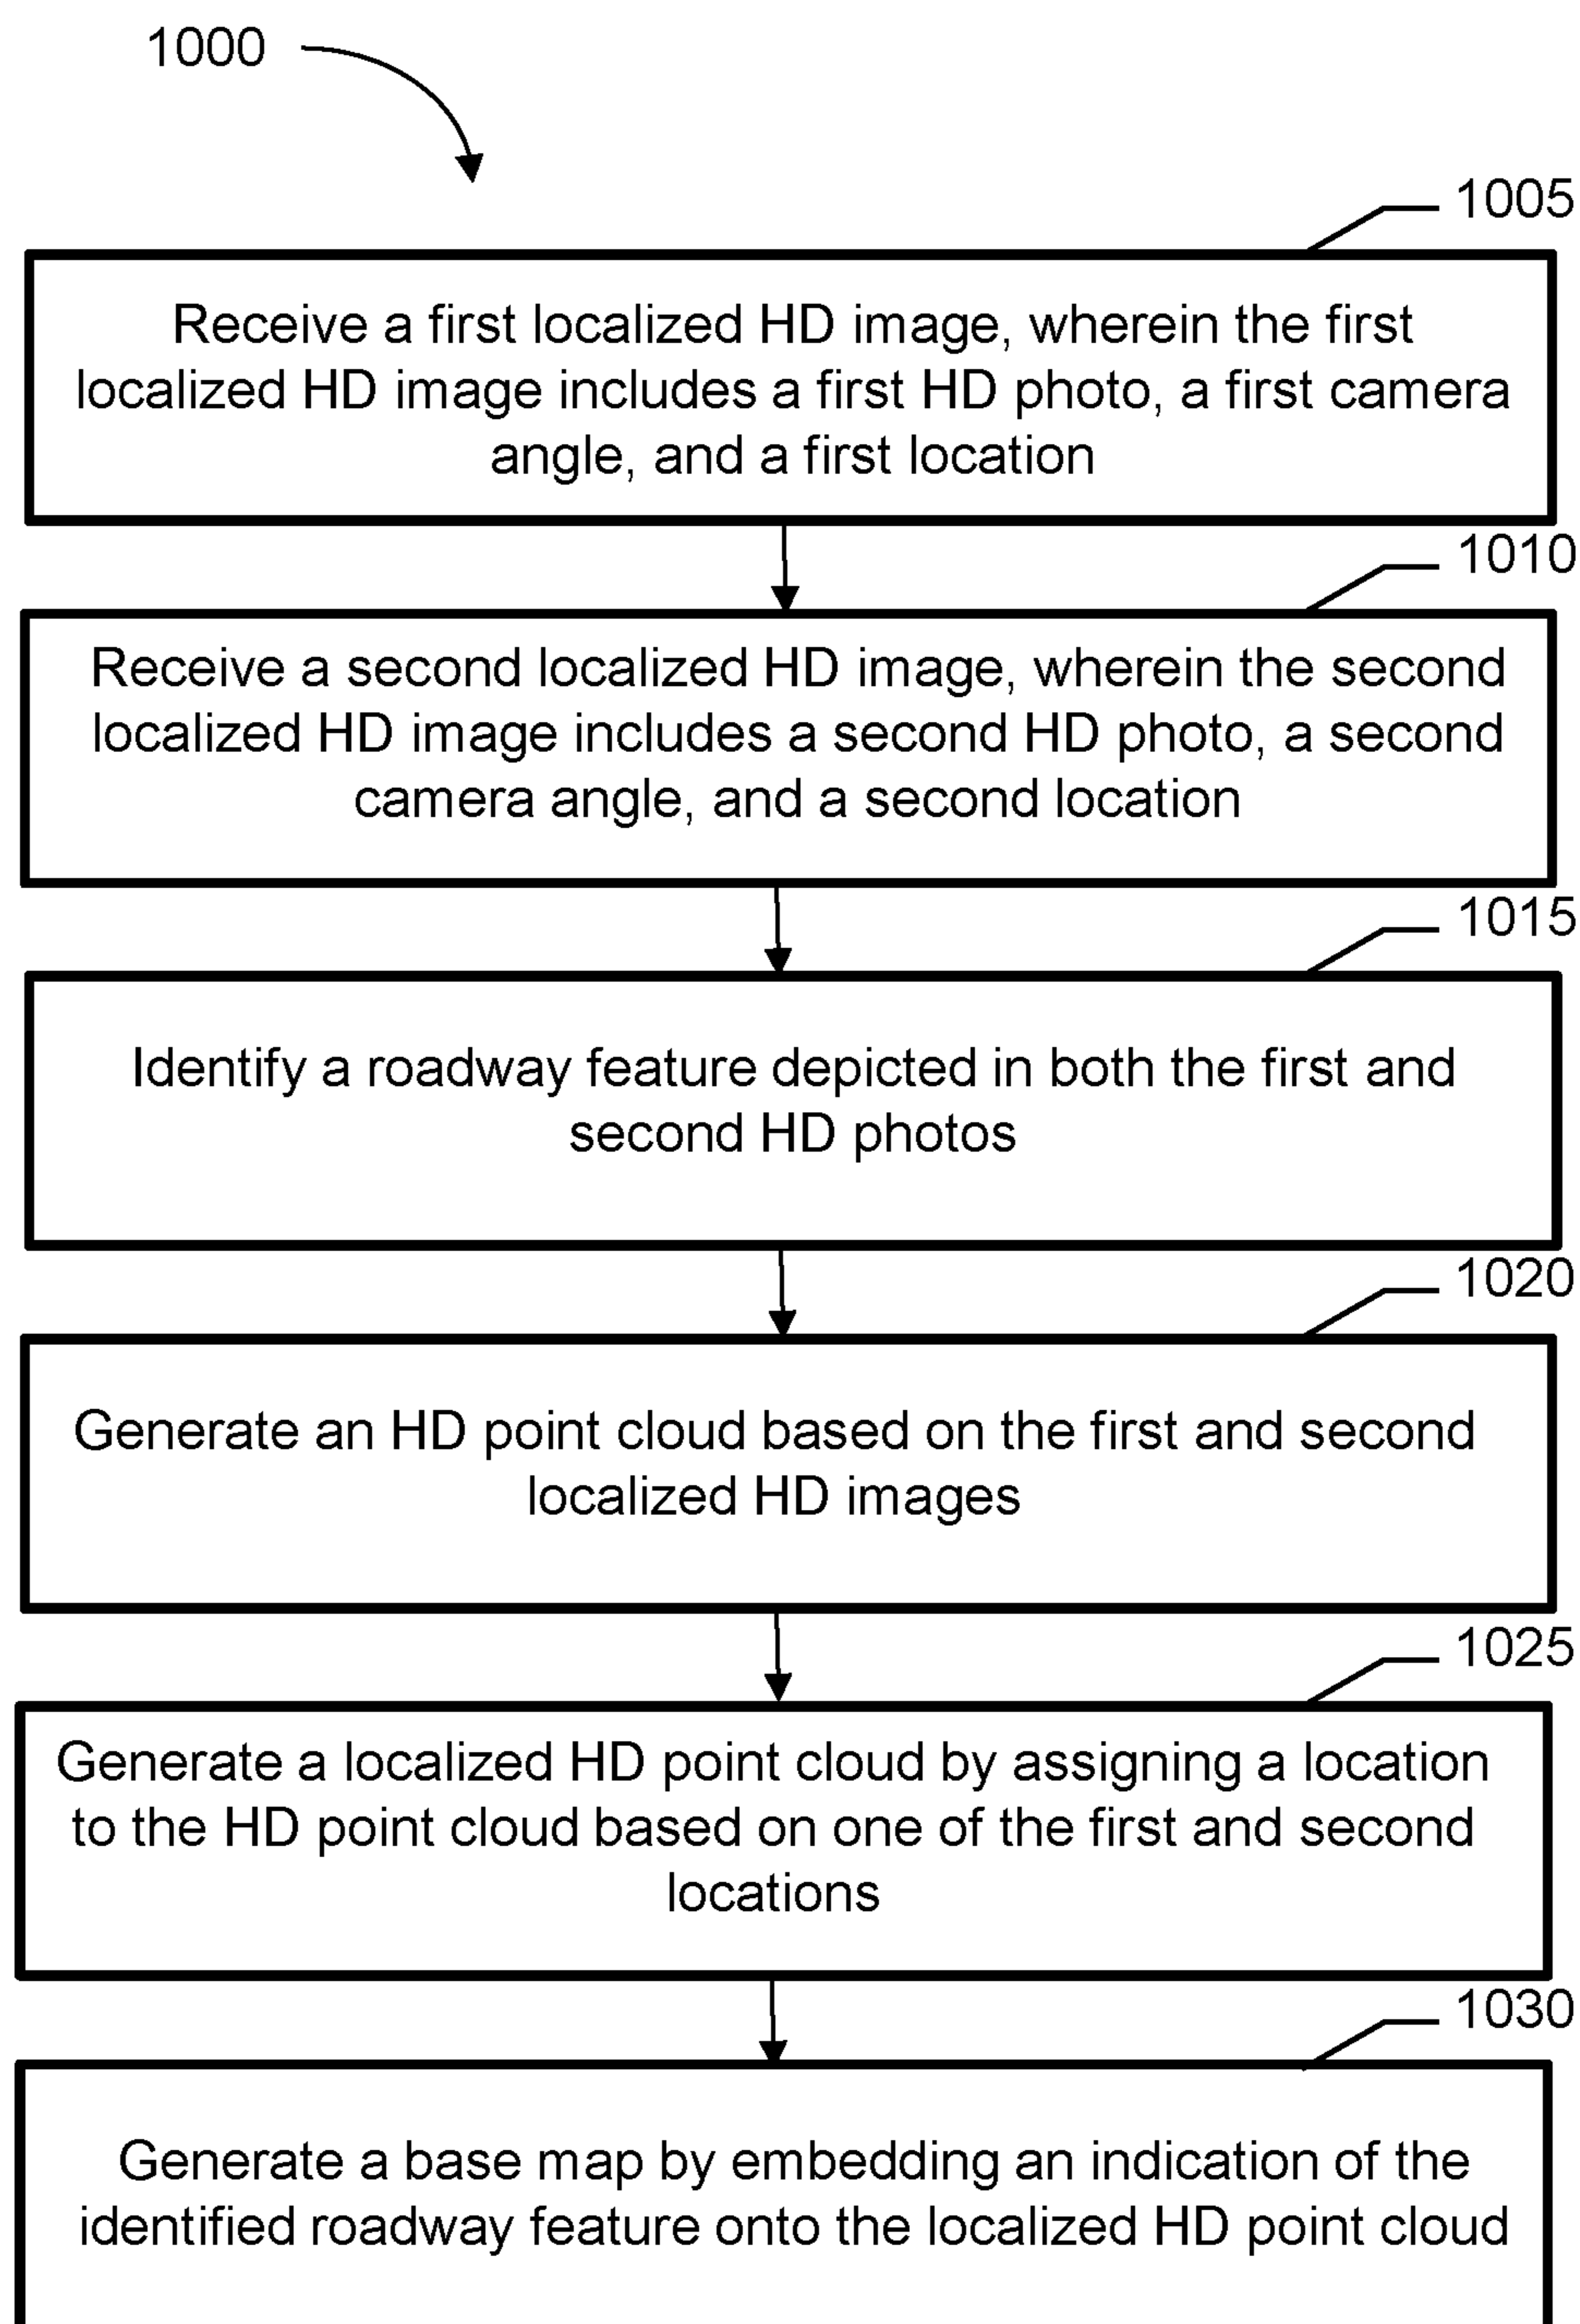 1000
1005
Receive a first localized HD image, wherein the first
localized HD image includes a first HD photo, a first camera
angle, and a first location
1010
Receive a second localized HD image, wherein the second
localized HD image includes a second HD photo, a second
camera angle, and a second location
1015
Identify a roadway feature depicted in both the first and
second HD photos
1020
Generate an HD point cloud based on the first and second
localized HD images
1025
Generate a localized HD point cloud by assigning a location
to the HD point cloud based on one of the first and second
locations
1030
Generate a base map by embedding an indication of the
identified roadway feature onto the localized HD point cloud